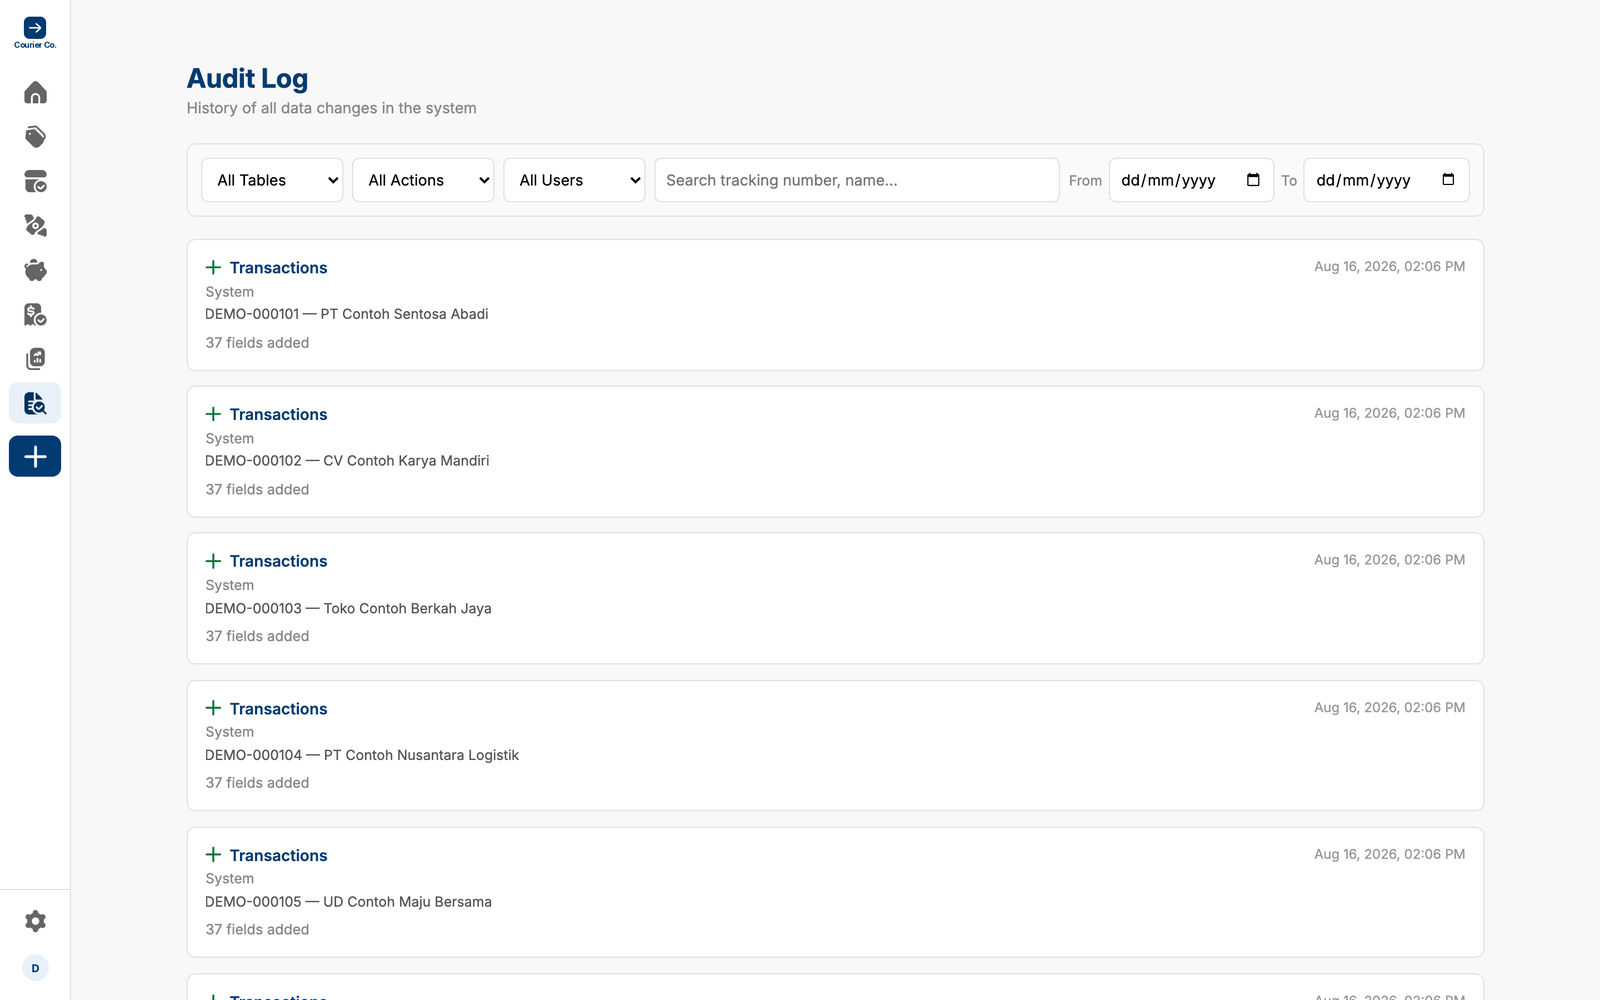 Courier Co.
Audit Log
History of all data changes in the system
All Tables All Actions All Users Search tracking number, name... From dd/mm/yyyy To dd/mm/yyyy
Transactions Aug 16, 2026, 02:06 PM
System
DEMO-000101 — PT Contoh Sentosa Abadi
37 fields added
Transactions Aug 16, 2026, 02:06 PM
System
DEMO-000102 — CV Contoh Karya Mandiri
37 fields added
Transactions Aug 16, 2026, 02:06 PM
System
DEMO-000103 — Toko Contoh Berkah Jaya
37 fields added
Transactions Aug 16, 2026, 02:06 PM
System
DEMO-000104 — PT Contoh Nusantara Logistik
37 fields added
Transactions Aug 16, 2026, 02:06 PM
System
DEMO-000105 — UD Contoh Maju Bersama
37 fields added
D